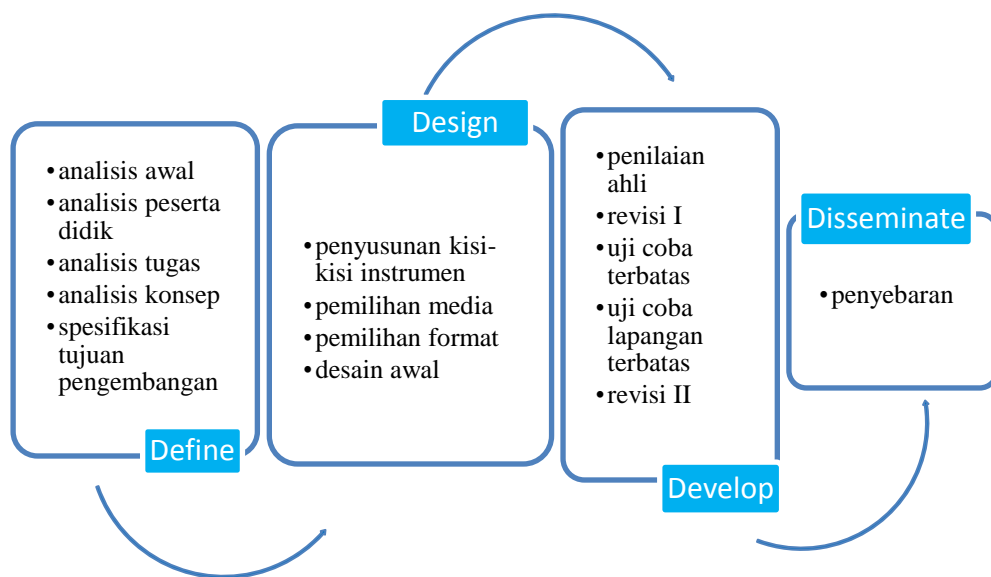 • analisis awal
• analisis peserta
didik
• analisis tugas
• analisis konsep
• spesifikasi
tujuan
pengembangan
Define
Design
• penyusunan kisi-
kisi instrumen
• pemilihan media
• pemilihan format
• desain awal
• penilaian
ahli
• revisi I
• uji coba
terbatas
• uji coba
lapangan
terbatas
• revisi II
Develop
Disseminate
• penyebaran